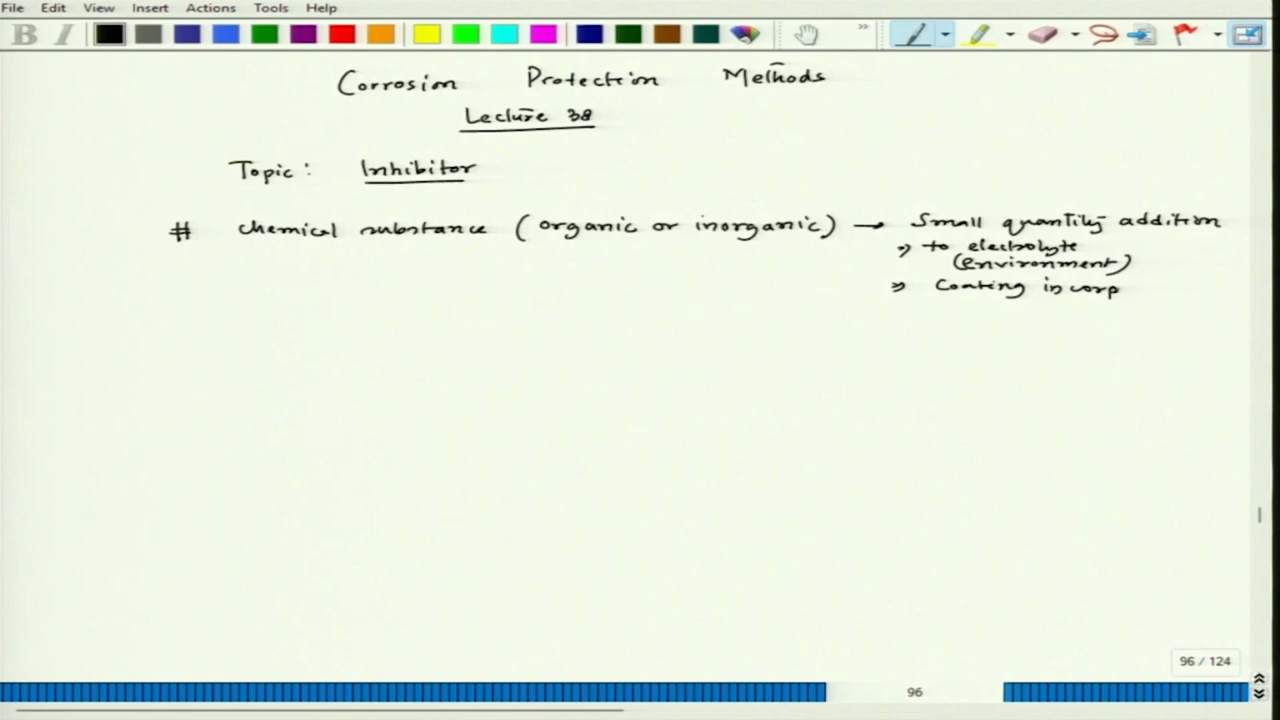 File Edit View Insert Actions Tools Help
B I
Corrosion Protection Methods
Lecture 38
Topic: Inhibitor
# chemical substance (organic or inorganic) → Small quantity addition
⇒ to electrolyte
(environment)
⇒ Coating incorp
96 / 124
96